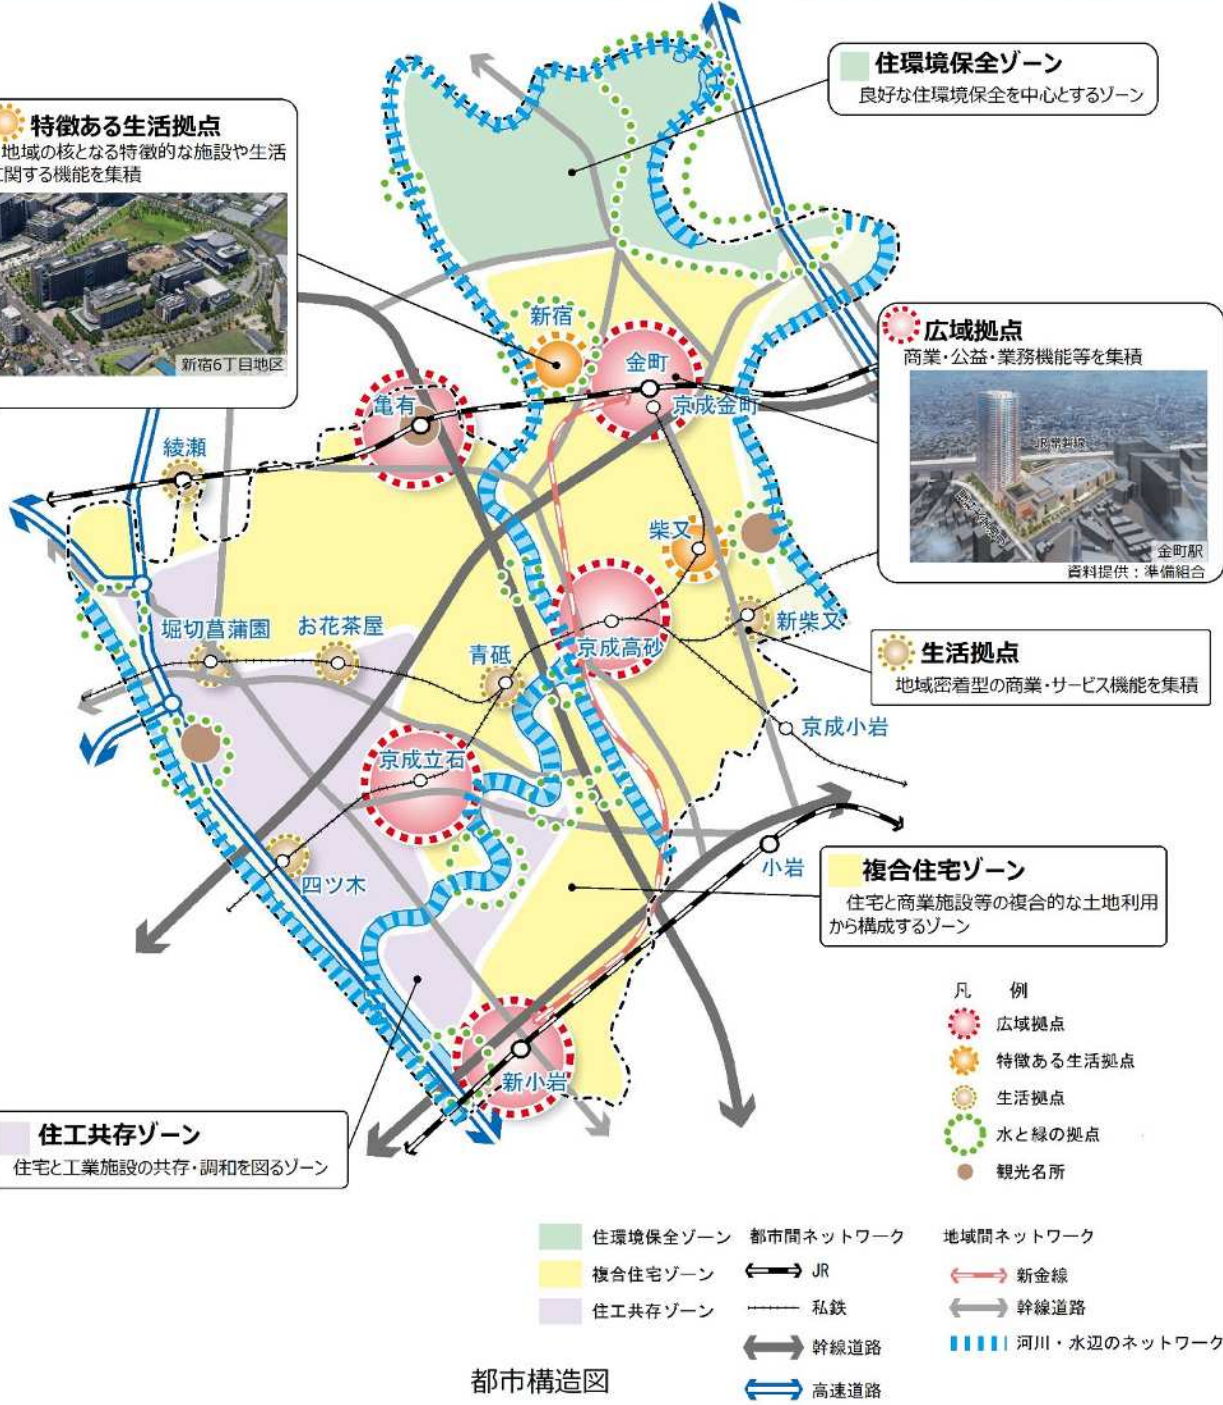 住環境保全ゾーン
良好な住環境保全を中心とするゾーン
特徴ある生活拠点
地域の核となる特徴的な施設や生活
に関する機能を集積
新宿6丁目地区
広域拠点
商業・公益・業務機能等を集積
JR常磐線
金町駅
資料提供：準備組合
新宿
金町
京成金町
亀有
綾瀬
柴又
新柴又
堀切菖蒲園
お花茶屋
青砥
京成高砂
生活拠点
地域密着型の商業・サービス機能を集積
京成小岩
京成立石
小岩
四ツ木
複合住宅ゾーン
住宅と商業施設等の複合的な土地利用
から構成するゾーン
新小岩
住工共存ゾーン
住宅と工業施設の共存・調和を図るゾーン
凡 例
広域拠点
特徴ある生活拠点
生活拠点
水と緑の拠点
観光名所
住環境保全ゾーン
複合住宅ゾーン
住工共存ゾーン
都市間ネットワーク
JR
私鉄
幹線道路
高速道路
地域間ネットワーク
新金線
幹線道路
河川・水辺のネットワーク
都市構造図